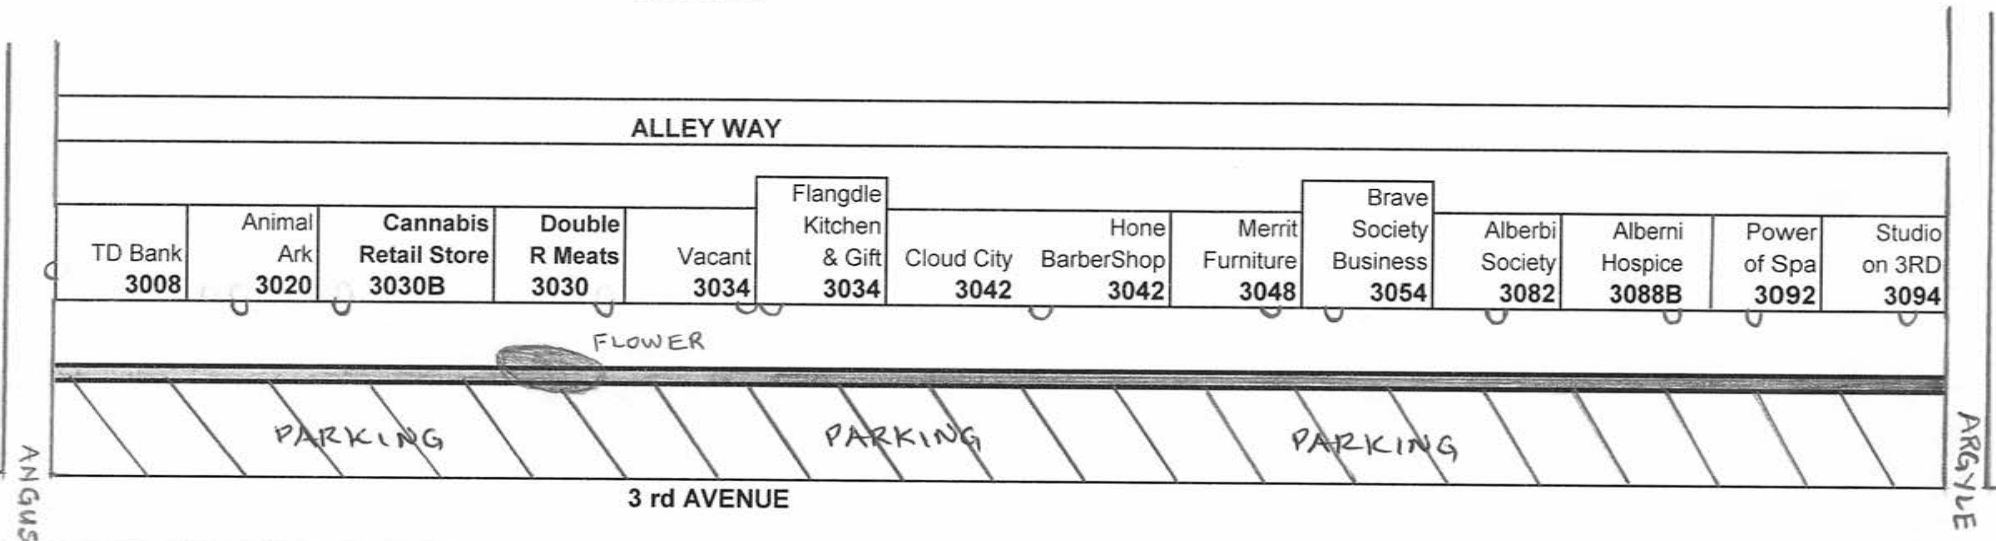 ALLEY WAY
TD Bank
3008
Animal
Ark
3020
Cannabis
Retail Store
3030B
Double
R Meats
3030
Vacant
3034
Flangdle
Kitchen
& Gift
3034
Cloud City
3042
Hone
BarberShop
3042
Merrit
Furniture
3048
Brave
Society
Business
3054
Alberbi
Society
3082
Alberni
Hospice
3088B
Power
of Spa
3092
Studio
on 3RD
3094
FLOWER
PARKING
PARKING
PARKING
ANGUS
ARGYLE
3 rd AVENUE